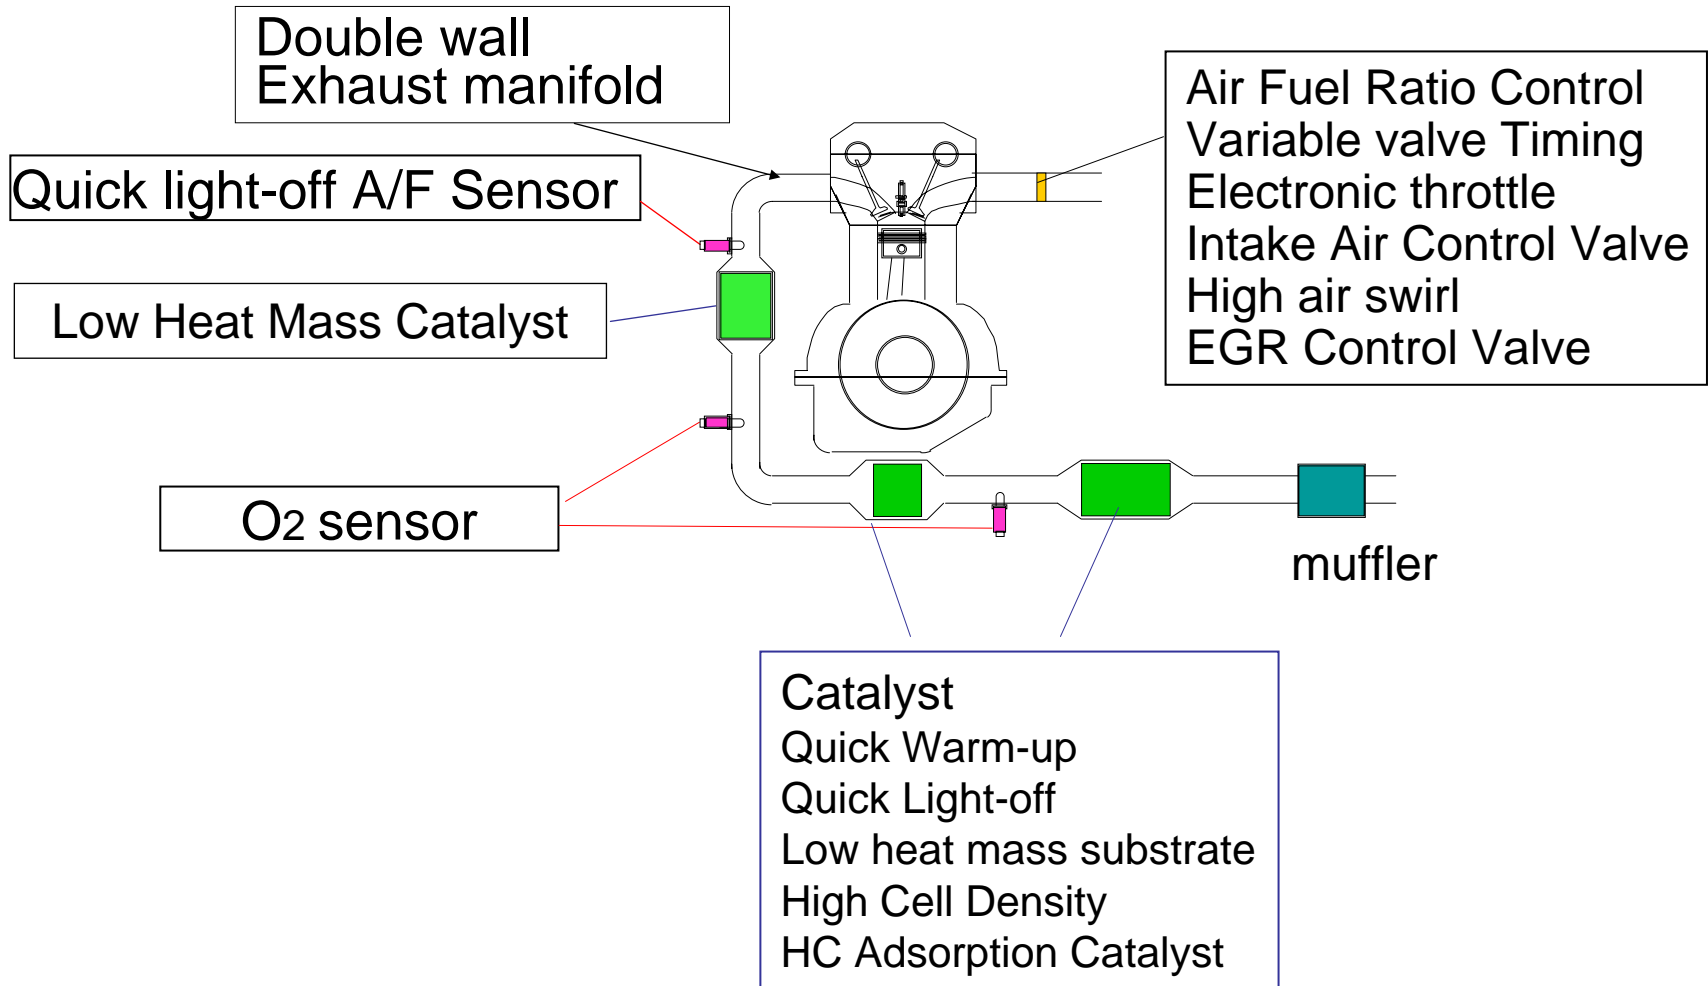 Double wall
Exhaust manifold
Air Fuel Ratio Control
Variable valve Timing
Electronic throttle
Intake Air Control Valve
High air swirl
EGR Control Valve
Quick light-off A/F Sensor
Low Heat Mass Catalyst
O2 sensor
muffler
Catalyst
Quick Warm-up
Quick Light-off
Low heat mass substrate
High Cell Density
HC Adsorption Catalyst